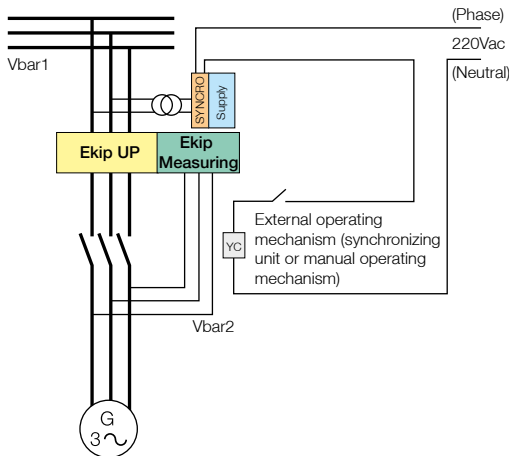 (Phase)
220Vac
(Neutral)
Vbar1
SYNCRO
Supply
Ekip UP
Ekip
Measuring
YC
External operating
mechanism (synchronizing
unit or manual operating
mechanism)
Vbar2
G
3